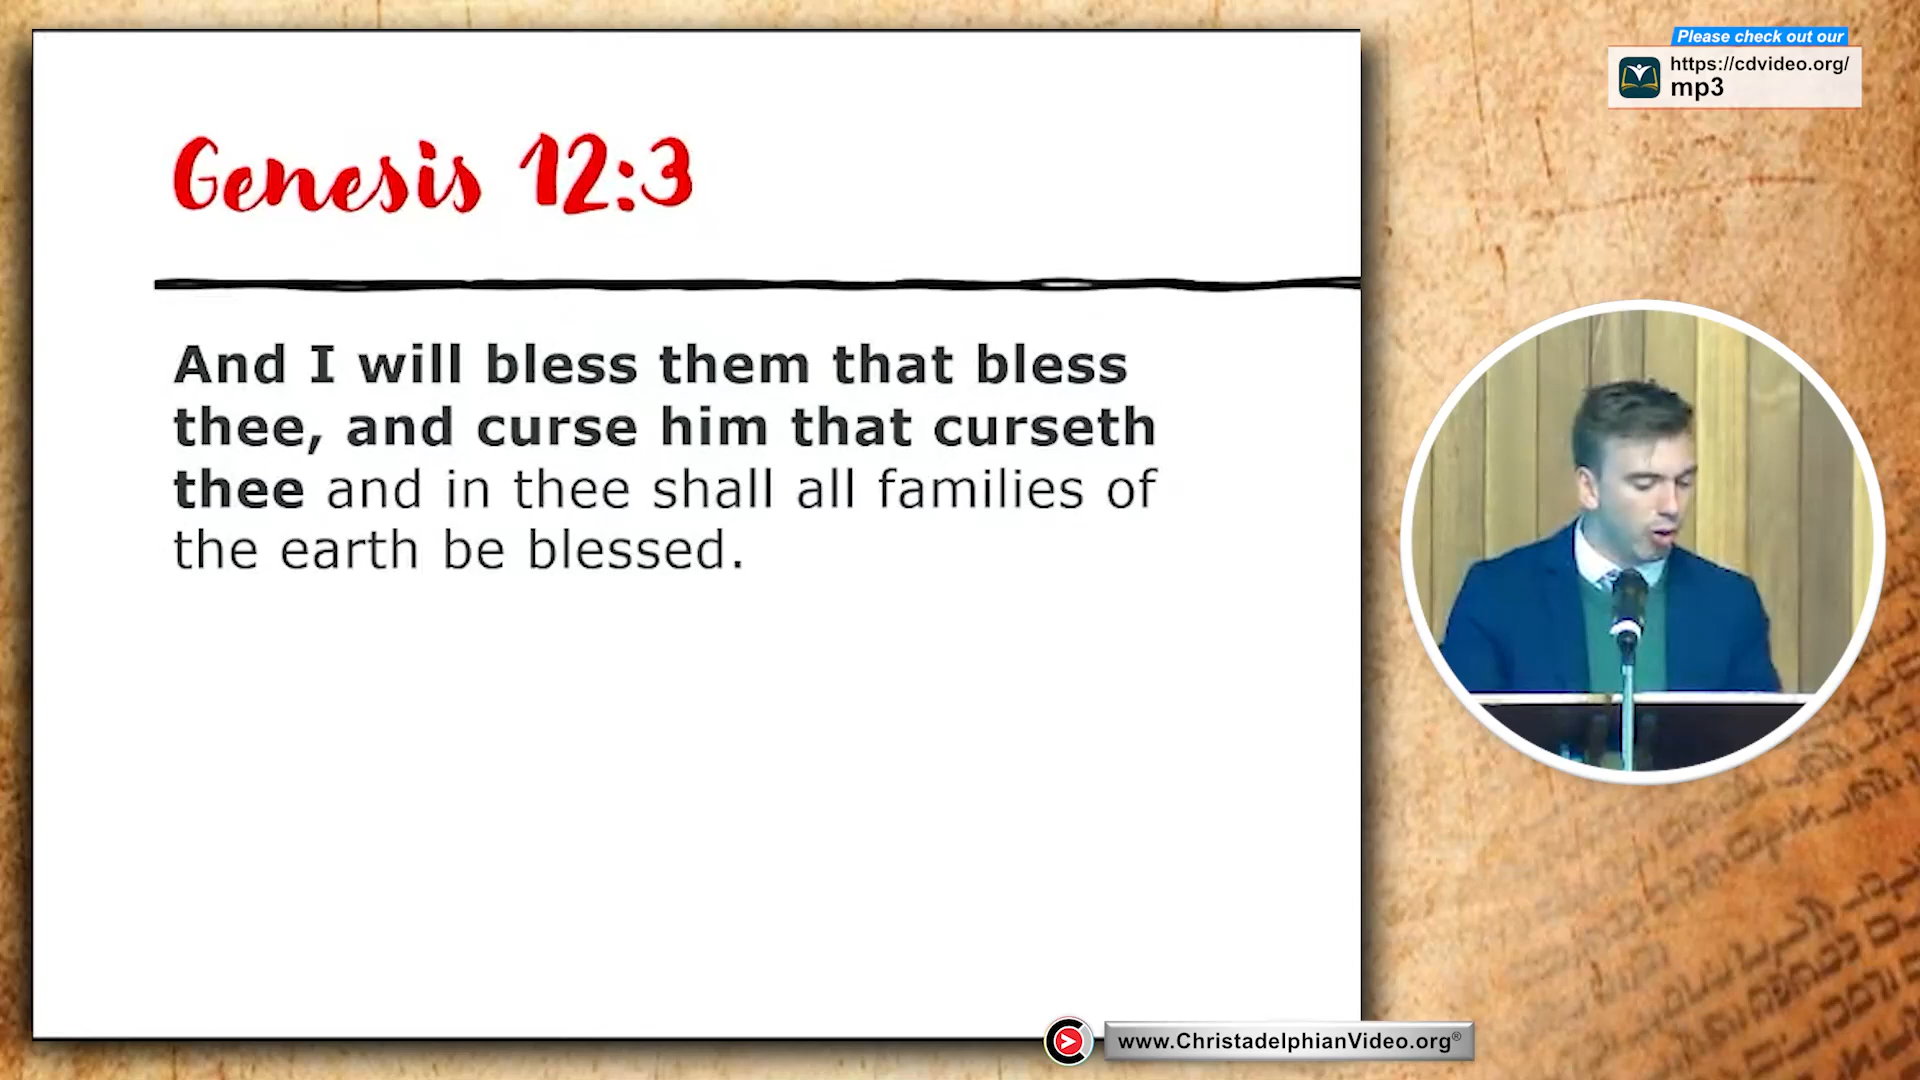 Please check out our
https://cdvideo.org/
mp3
Genesis 12:3
And I will bless them that bless
thee, and curse him that curseth
thee and in thee shall all families of
the earth be blessed.
www.ChristadelphianVideo.org®